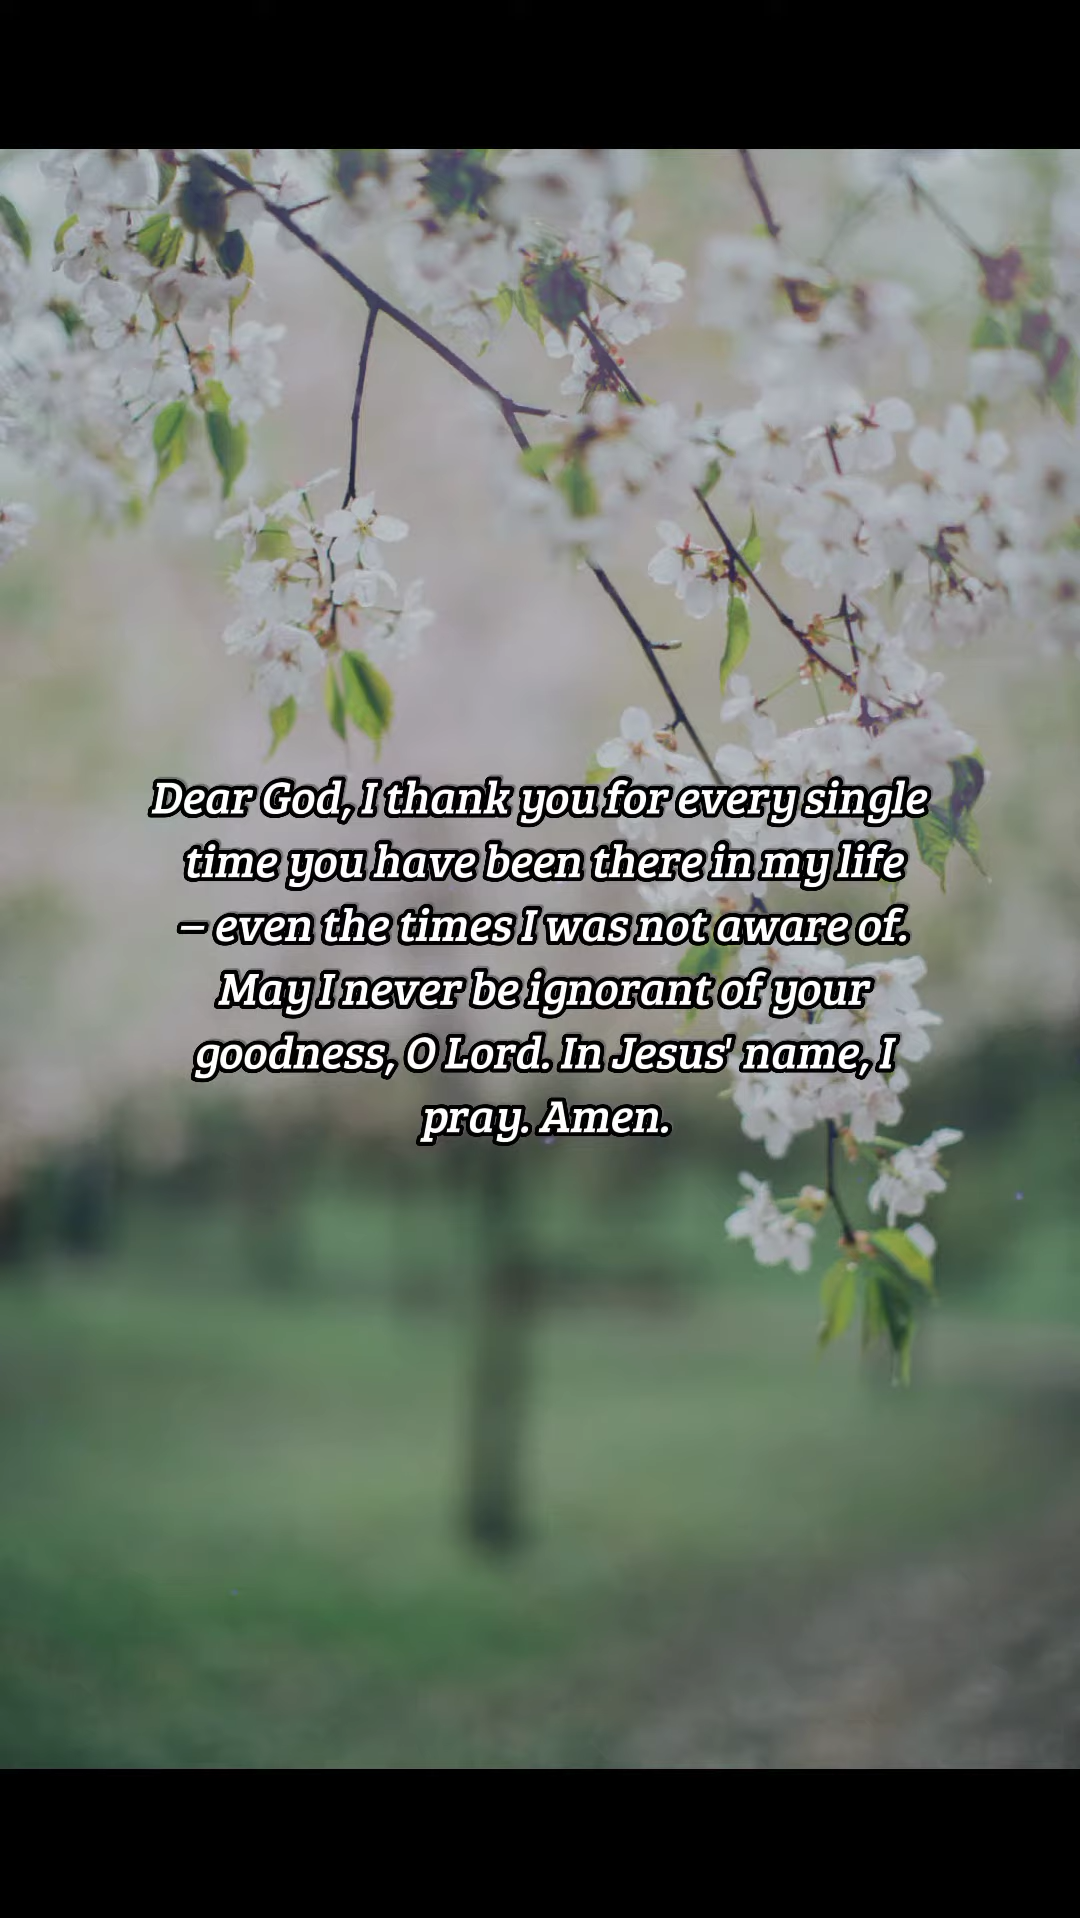 Dear God, I thank you for every single
time you have been there in my life
– even the times I was not aware of.
May I never be ignorant of your
goodness, O Lord. In Jesus' name, I
pray. Amen.